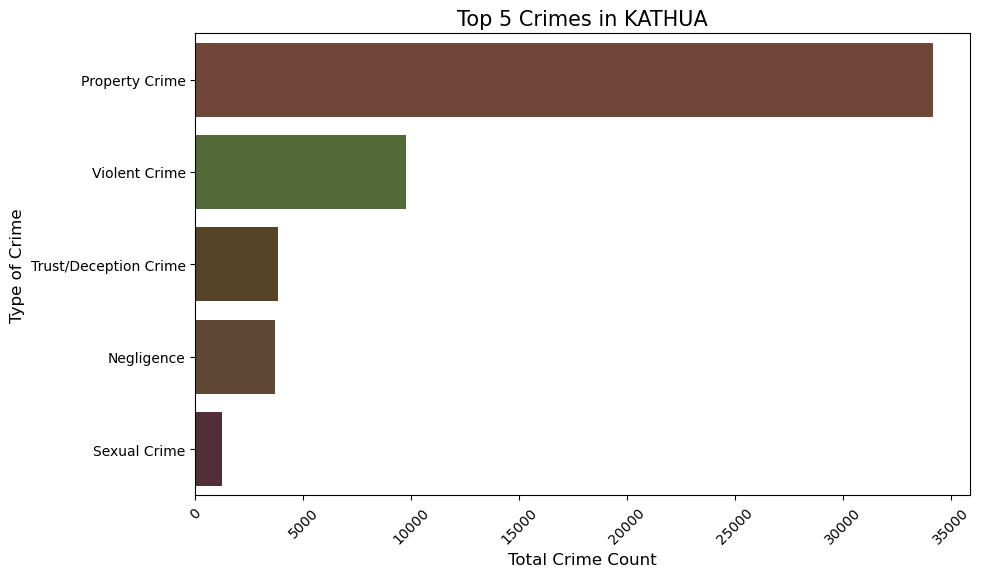 Top 5 Crimes in KATHUA
Type of Crime
Property Crime
Violent Crime
Trust/Deception Crime
Negligence
Sexual Crime
0
5000
10000
15000
20000
25000
30000
35000
Total Crime Count